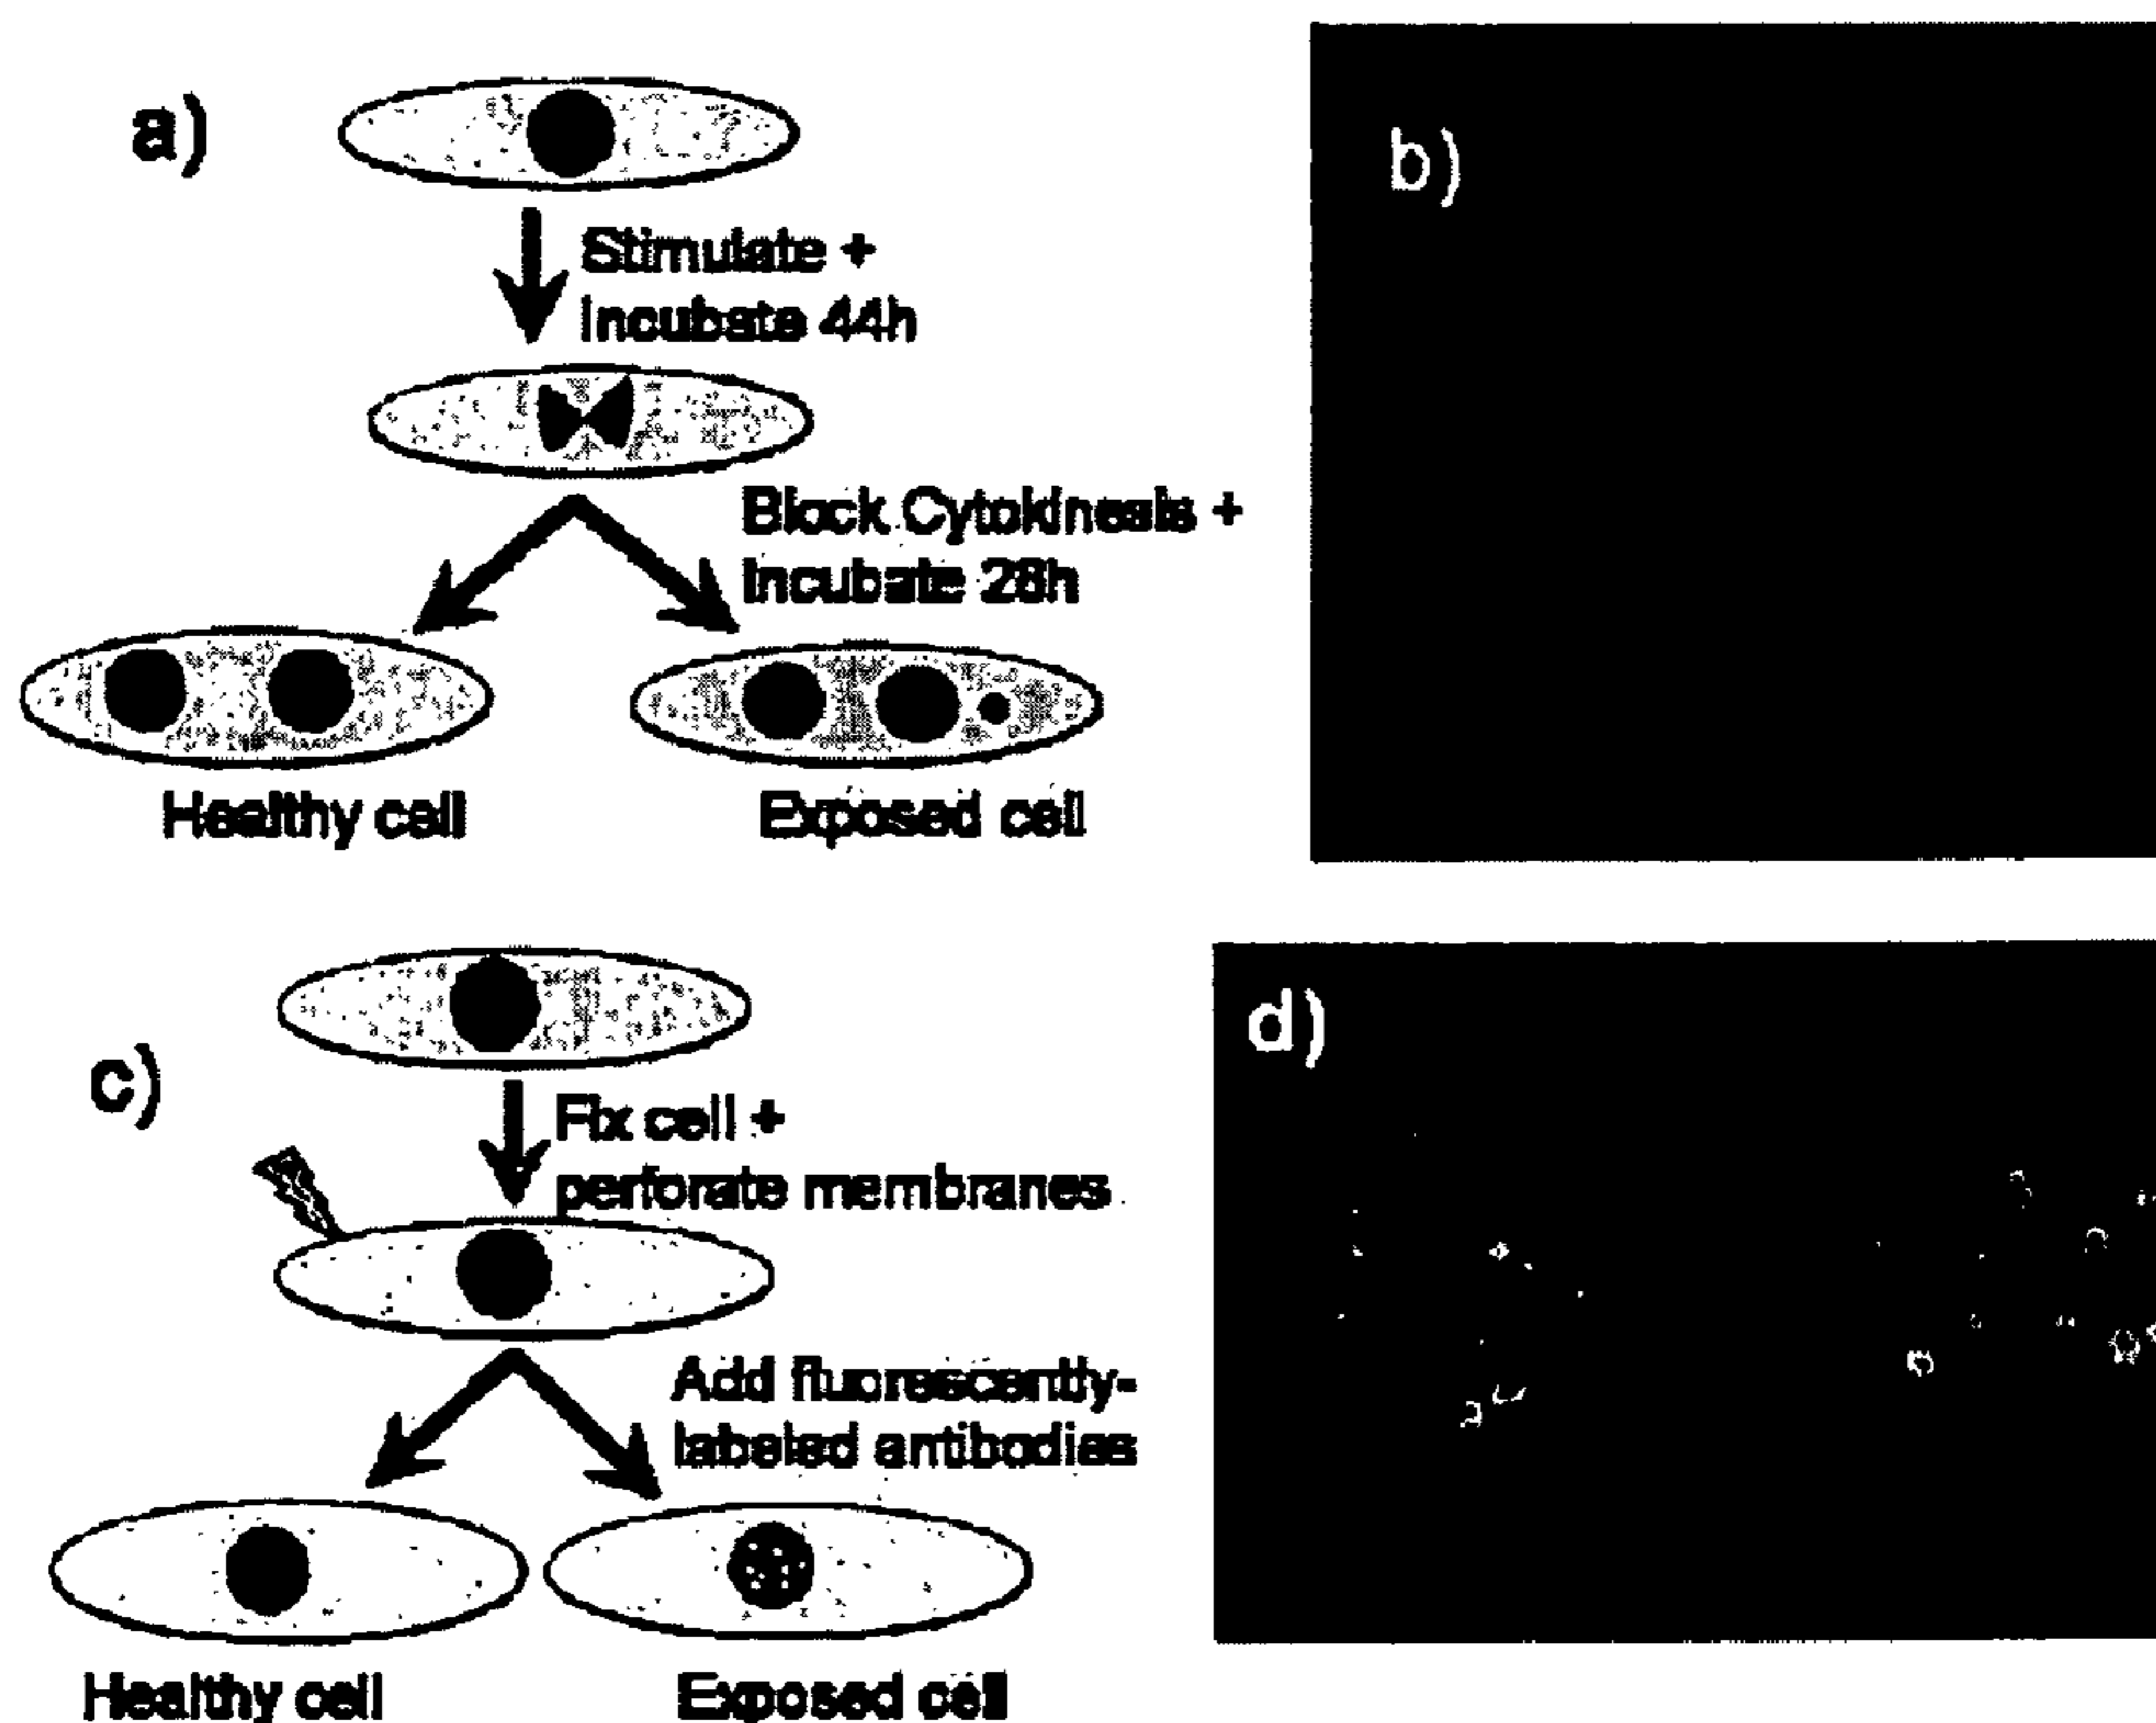 a)
Stimulate +
Incubate 44h
Block Cytokinesis +
Incubate 28h
Healthy cell
Exposed cell
b)
c)
Fix cell +
perforate membranes
Add fluorescently-
labeled antibodies
Healthy cell
Exposed cell
d)